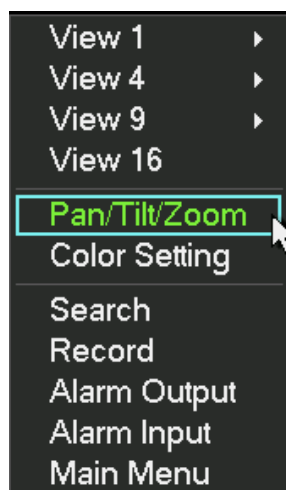 View 1
View 4
View 9
View 16
Pan/Tilt/Zoom
Color Setting
Search
Record
Alarm Output
Alarm Input
Main Menu